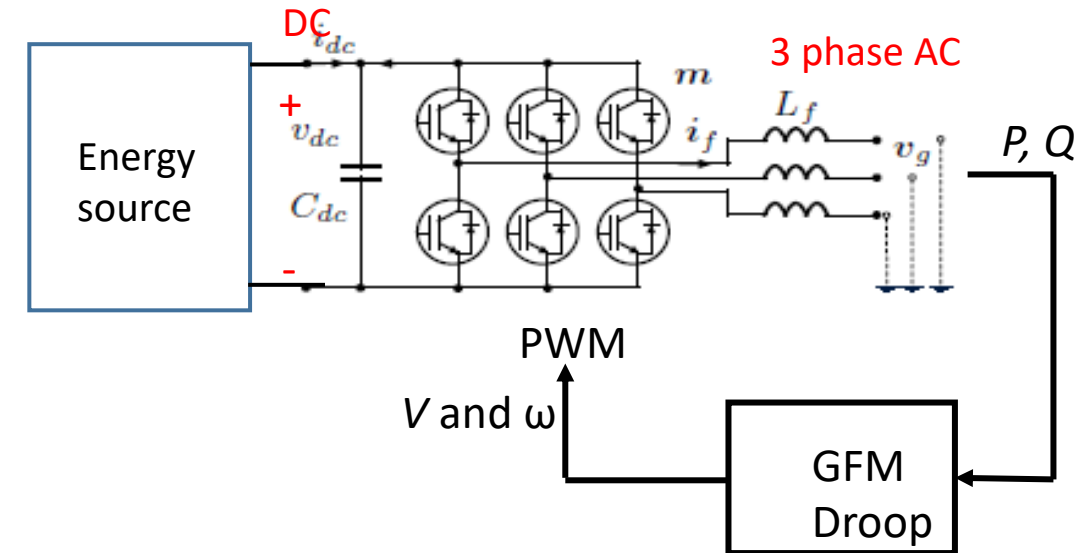 DC
i_dc
+
v_dc
C_dc
-
Energy
source
m
3 phase AC
i_f
L_f
v_g
P, Q
PWM
V and ω
GFM
Droop